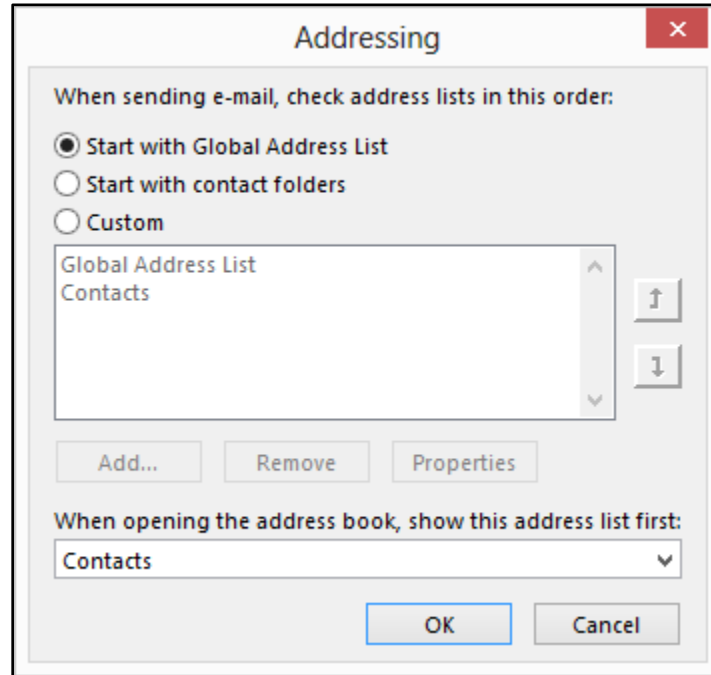 Addressing
When sending e-mail, check address lists in this order:
Start with Global Address List
Start with contact folders
Custom
Global Address List
Contacts
Add... Remove Properties
When opening the address book, show this address list first:
Contacts
OK Cancel